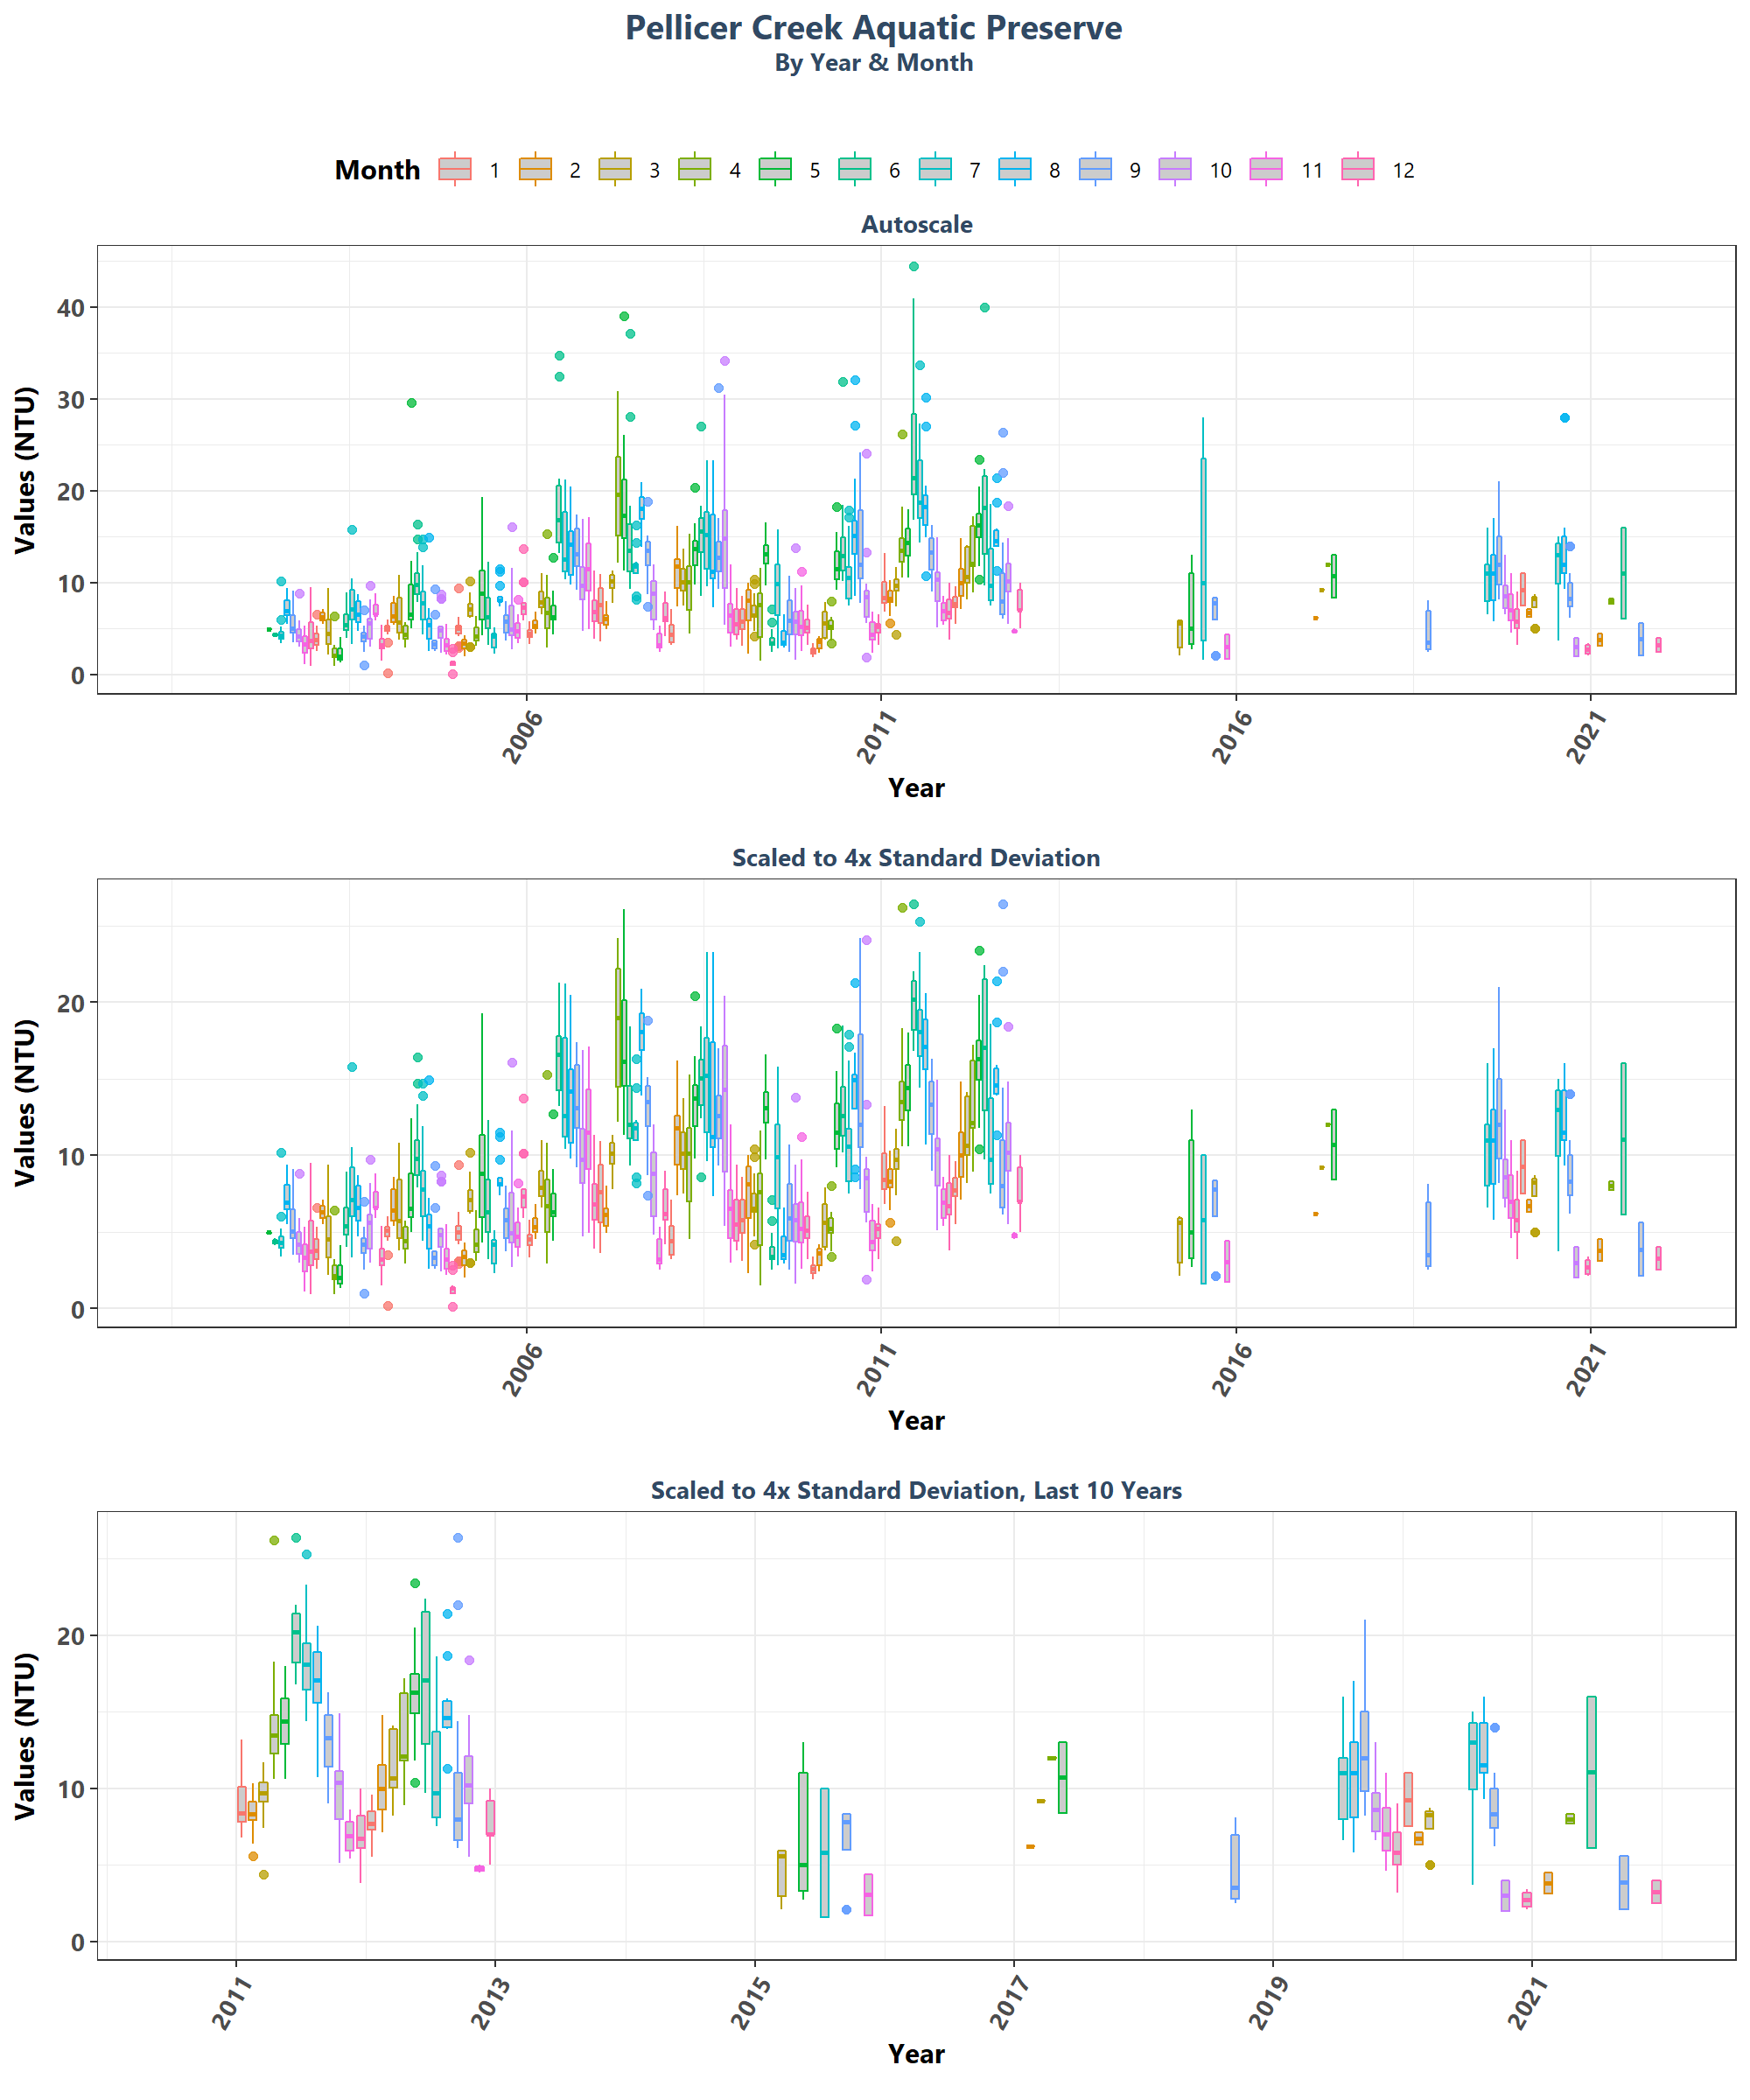 Pellicer Creek Aquatic Preserve
By Year & Month
Month 1 2 3 4 5 6 7 8 9 10 11 12
Autoscale
Values (NTU)
40
30
20
10
0
2006 2011 2016 2021
Year
Scaled to 4x Standard Deviation
Values (NTU)
20
10
0
2006 2011 2016 2021
Year
Scaled to 4x Standard Deviation, Last 10 Years
Values (NTU)
20
10
0
2011 2013 2015 2017 2019 2021
Year